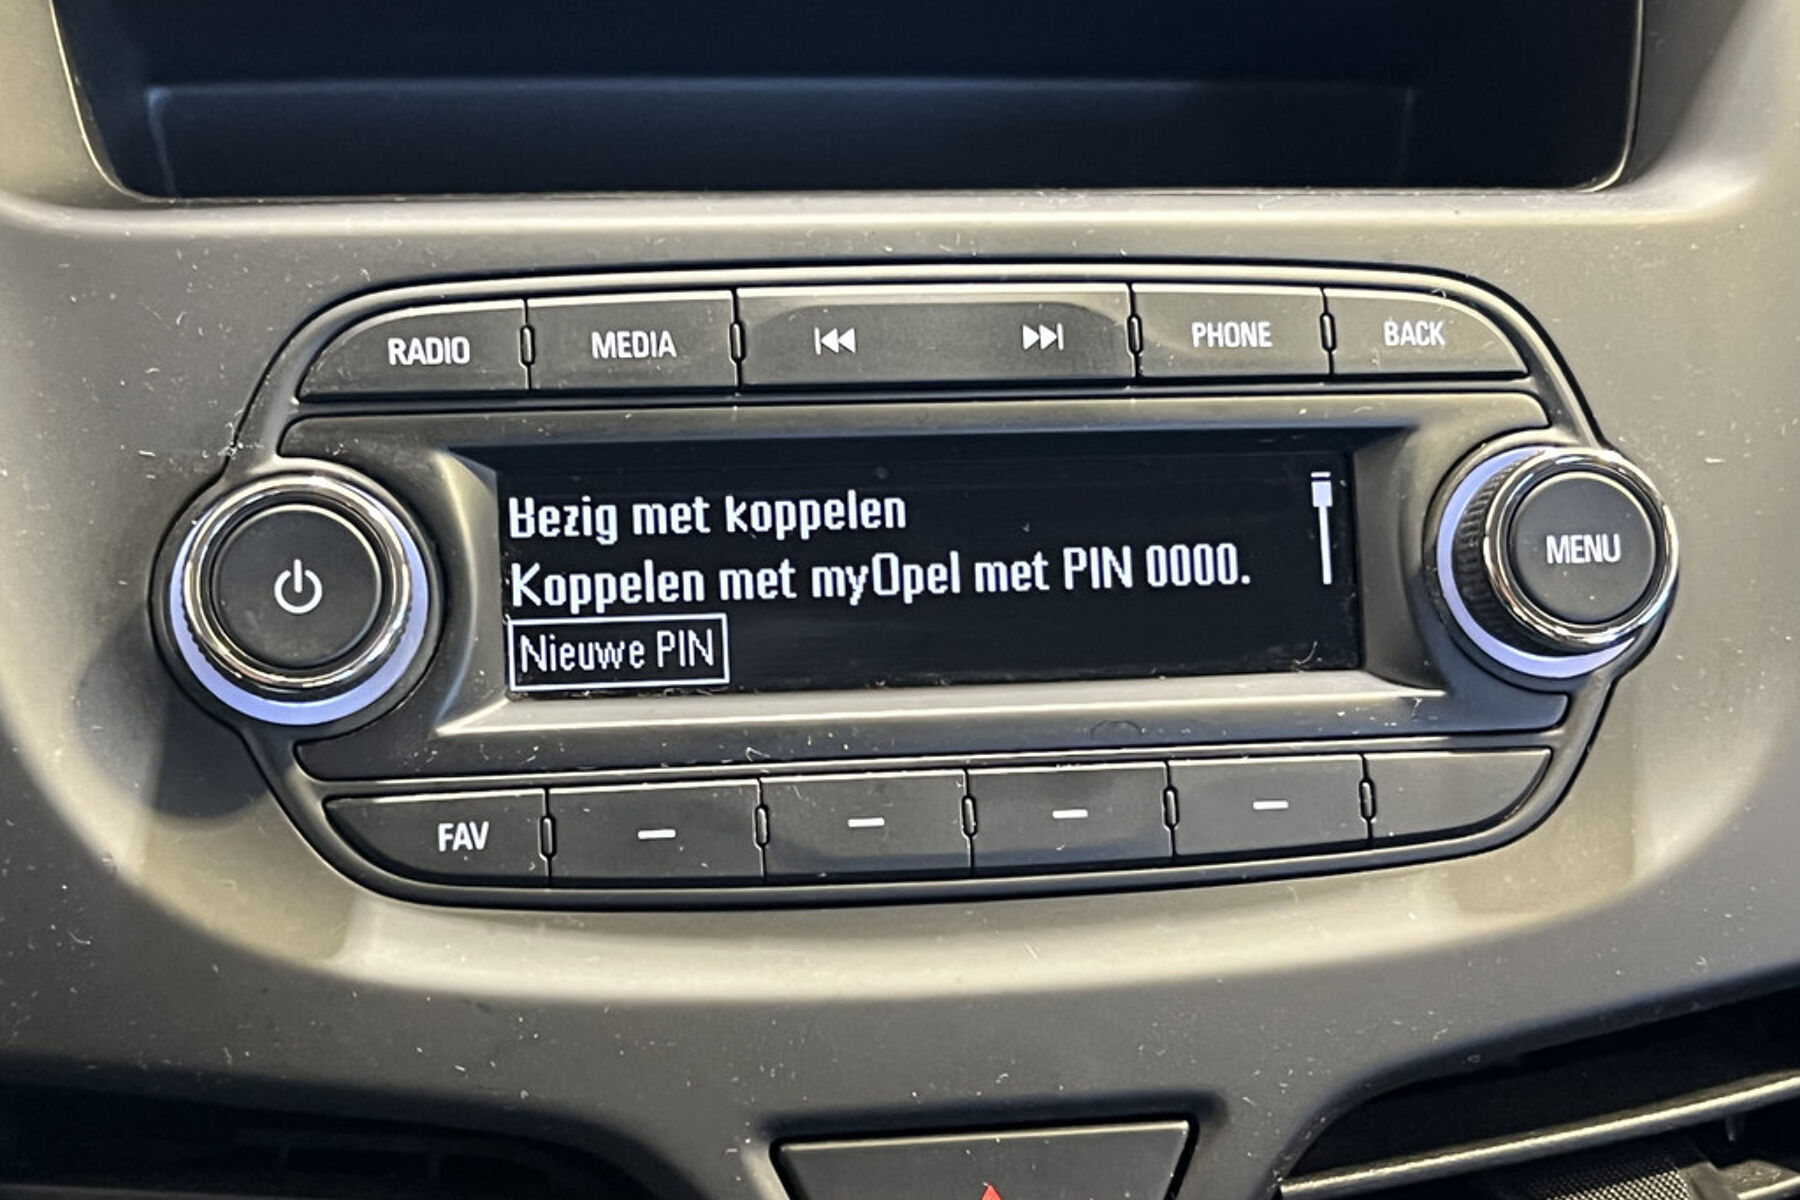 RADIO
MEDIA
PHONE
BACK
Bezig met koppelen
Koppelen met myOpel met PIN 0000.
Nieuwe PIN
MENU
FAV